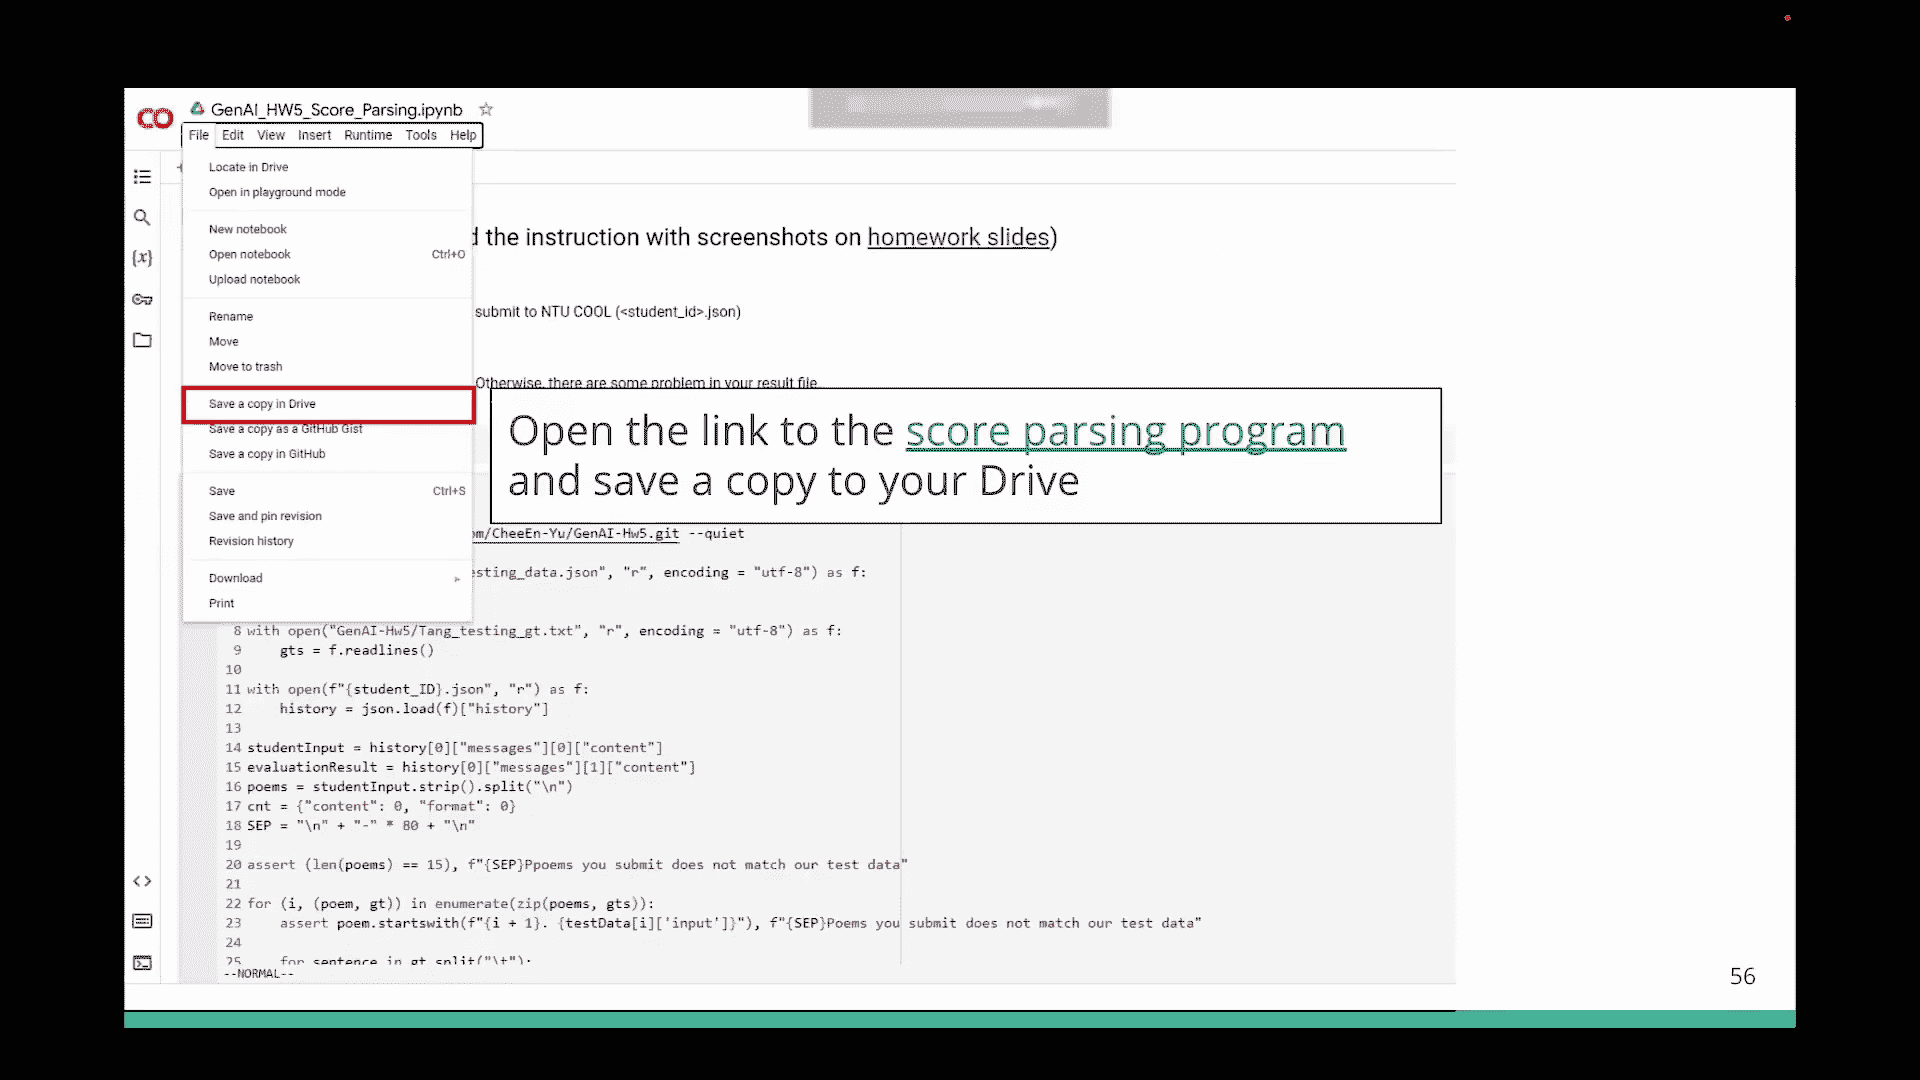 GenAI_HW5_Score_Parsing.ipynb
File Edit View Insert Runtime Tools Help
Locate in Drive
Open in playground mode
New notebook
Open notebook Ctrl+O
Upload notebook
Rename
Move
Move to trash
Save a copy in Drive
Save a copy as a GitHub Gist
Save a copy in GitHub
Save Ctrl+S
Save and pin revision
Revision history
Download
Print
the instruction with screenshots on homework slides)
submit to NTU COOL (<student_id>.json)
Otherwise, there are some problem in your result file.
Open the link to the score parsing program
and save a copy to your Drive
om/CheeEn-Yu/GenAI-Hw5.git --quiet
esting_data.json", "r", encoding = "utf-8") as f:
8 with open("GenAI-Hw5/Tang_testing_gt.txt", "r", encoding = "utf-8") as f:
9 gts = f.readlines()
10
11 with open(f"{student_ID}.json", "r") as f:
12 history = json.load(f)["history"]
13
14 studentInput = history[0]["messages"][0]["content"]
15 evaluationResult = history[0]["messages"][1]["content"]
16 poems = studentInput.strip().split("\n")
17 cnt = {"content": 0, "format": 0}
18 SEP = "\n" + "-" * 80 + "\n"
19
20 assert (len(poems) == 15), f"{SEP}Ppoems you submit does not match our test data"
21
22 for (i, (poem, gt)) in enumerate(zip(poems, gts)):
23 assert poem.startswith(f"{i + 1}. {testData[i]['input']}"), f"{SEP}Poems you submit does not match our test data"
24
25 for sentence in gt.split("\t"):
--NORMAL--
56